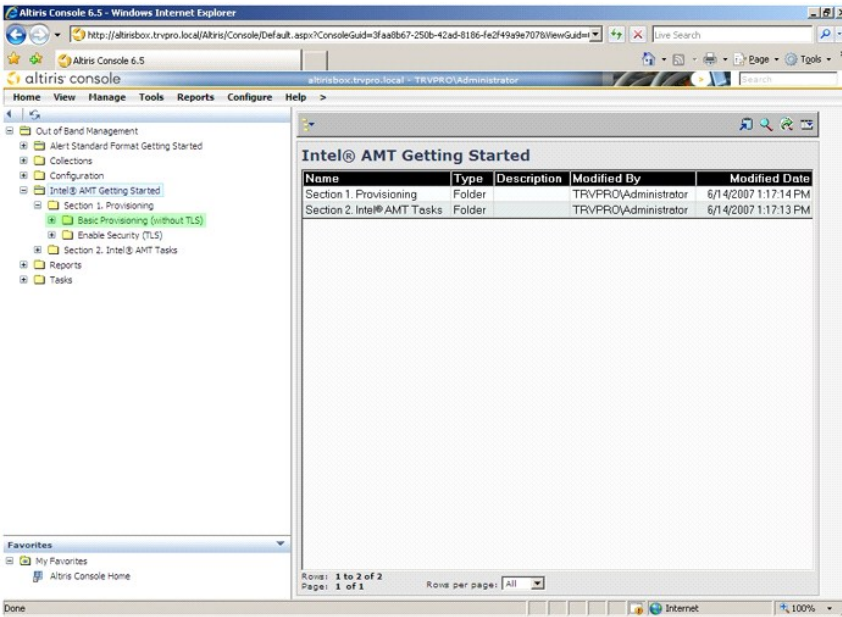 Altiris Console 6.5 - Windows Internet Explorer
http://altirisbox.trvpro.local/Altiris/Console/Default.aspx?ConsoleGuid=3faa8b67-250b-42ad-8186-fe2f49a9e707&ViewGuid=
Live Search
Altiris Console 6.5
Page
Tools
altiris console
altirisbox.trvpro.local - TRVPRO\Administrator
Search
Home View Manage Tools Reports Configure Help >
Out of Band Management
Alert Standard Format Getting Started
Collections
Configuration
Intel® AMT Getting Started
Section 1. Provisioning
Basic Provisioning (without TLS)
Enable Security (TLS)
Section 2. Intel® AMT Tasks
Reports
Tasks
Intel® AMT Getting Started
Name Type Description Modified By Modified Date
Section 1. Provisioning Folder TRVPRO\Administrator 6/14/2007 1:17:14 PM
Section 2. Intel® AMT Tasks Folder TRVPRO\Administrator 6/14/2007 1:17:13 PM
Favorites
My Favorites
Altiris Console Home
Rows: 1 to 2 of 2
Page: 1 of 1
Rows per page: All
Done
Internet
100%